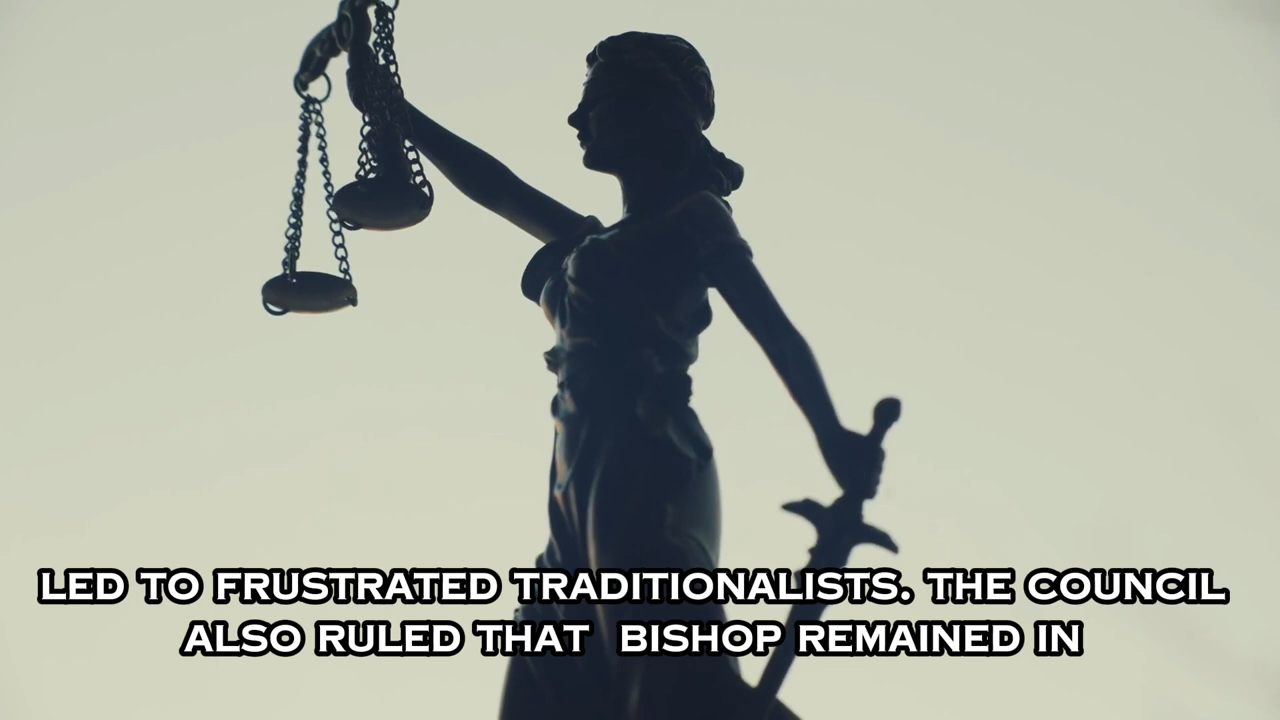 LED TO FRUSTRATED TRADITIONALISTS. THE COUNCIL
ALSO RULED THAT  BISHOP REMAINED IN